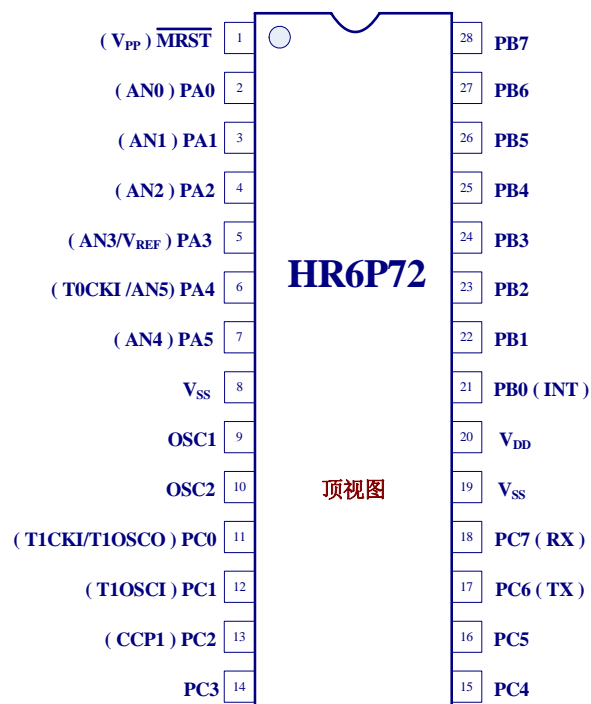 ( VPP ) MRST 1 28 PB7
( AN0 ) PA0 2 27 PB6
( AN1 ) PA1 3 26 PB5
( AN2 ) PA2 4 25 PB4
( AN3/VREF ) PA3 5 24 PB3
HR6P72
( T0CKI /AN5) PA4 6 23 PB2
( AN4 ) PA5 7 22 PB1
VSS 8 21 PB0 ( INT )
OSC1 9 20 VDD
OSC2 10 顶视图 19 VSS
( T1CKI/T1OSCO ) PC0 11 18 PC7 ( RX )
( T1OSCI ) PC1 12 17 PC6 ( TX )
( CCP1 ) PC2 13 16 PC5
PC3 14 15 PC4